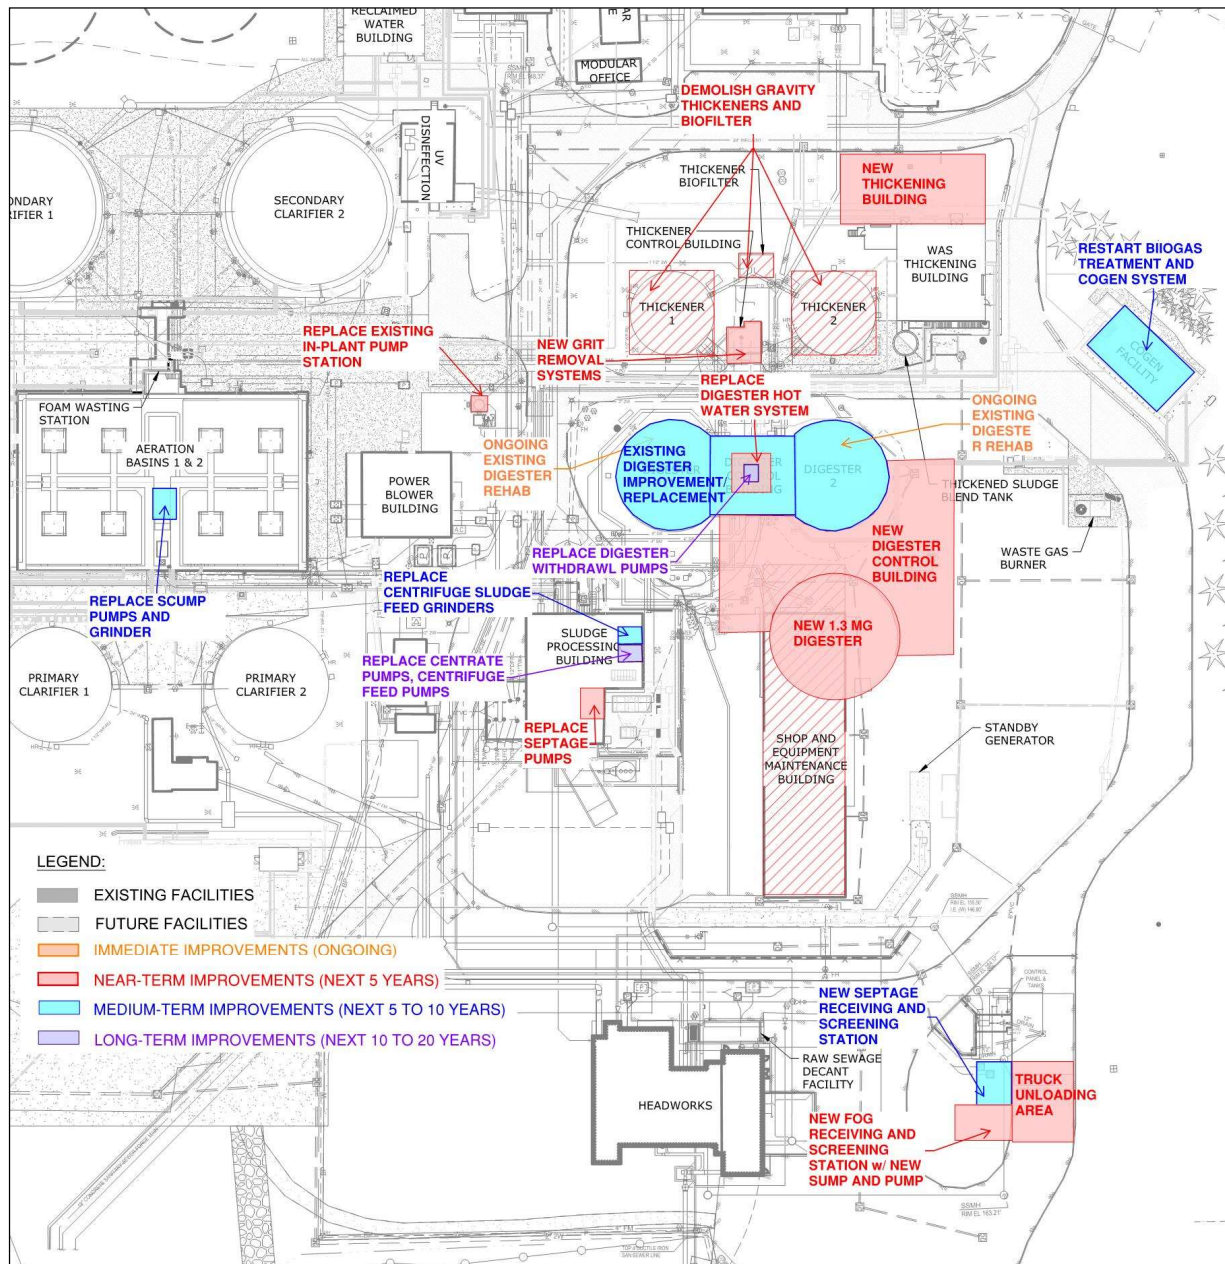 RECLAIMED
WATER
BUILDING
MODULAR
OFFICE
DEMOLISH GRAVITY
THICKENERS AND
BIOFILTER
UV
DISNEFECTION
SECONDARY
CLARIFIER 2
THICKENER
BIOFILTER
NEW
THICKENING
BUILDING
THICKENER
CONTROL BUILDING
WAS
THICKENING
BUILDING
RESTART BIIOGAS
TREATMENT AND
COGEN SYSTEM
THICKENER
1
THICKENER
2
REPLACE EXISTING
IN-PLANT PUMP
STATION
NEW GRIT
REMOVAL
SYSTEMS
COGEN
FACILITY
REPLACE
DIGESTER HOT
WATER SYSTEM
FOAM WASTING
STATION
AERATION
BASINS 1 & 2
ONGOING
EXISTING
DIGESTER
REHAB
EXISTING
DIGESTER
IMPROVEMENT/
REPLACEMENT
DIGESTER
2
ONGOING
EXISTING
DIGESTE
R REHAB
THICKENED SLUDGE
BLEND TANK
POWER
BLOWER
BUILDING
NEW
DIGESTER
CONTROL
BUILDING
WASTE GAS
BURNER
REPLACE DIGESTER
WITHDRAWL PUMPS
REPLACE
CENTRIFUGE SLUDGE
FEED GRINDERS
REPLACE SCUMP
PUMPS AND
GRINDER
NEW 1.3 MG
DIGESTER
SLUDGE
PROCESSING
BUILDING
REPLACE CENTRATE
PUMPS, CENTRIFUGE
FEED PUMPS
PRIMARY
CLARIFIER 1
PRIMARY
CLARIFIER 2
REPLACE
SEPTAGE
PUMPS
SHOP AND
EQUIPMENT
MAINTENANCE
BUILDING
STANDBY
GENERATOR
LEGEND:
EXISTING FACILITIES
FUTURE FACILITIES
IMMEDIATE IMPROVEMENTS (ONGOING)
NEAR-TERM IMPROVEMENTS (NEXT 5 YEARS)
MEDIUM-TERM IMPROVEMENTS (NEXT 5 TO 10 YEARS)
LONG-TERM IMPROVEMENTS (NEXT 10 TO 20 YEARS)
CONTROL
PANEL &
TANKS
NEW SEPTAGE
RECEIVING AND
SCREENING
STATION
RAW SEWAGE
DECANT
FACILITY
HEADWORKS
TRUCK
UNLOADING
AREA
NEW FOG
RECEIVING AND
SCREENING
STATION w/ NEW
SUMP AND PUMP
SSMH
RIM EL 163.21'